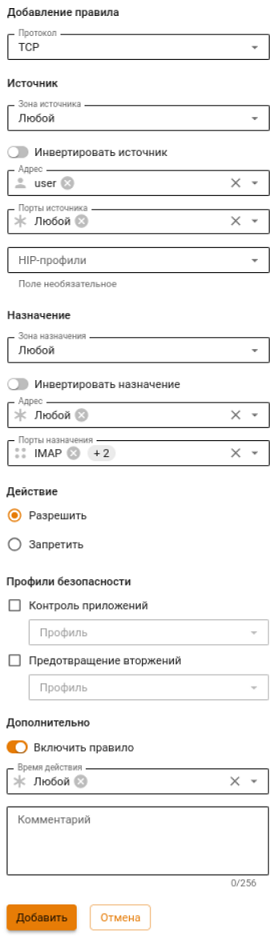 Добавление правила
Протокол
TCP
Источник
Зона источника
Любой
Инвертировать источник
Адрес
user
Порты источника
Любой
HIP-профили
Поле необязательное
Назначение
Зона назначения
Любой
Инвертировать назначение
Адрес
Любой
Порты назначения
IMAP + 2
Действие
Разрешить
Запретить
Профили безопасности
Контроль приложений
Профиль
Предотвращение вторжений
Профиль
Дополнительно
Включить правило
Время действия
Любой
Комментарий
0/256
Добавить Отмена